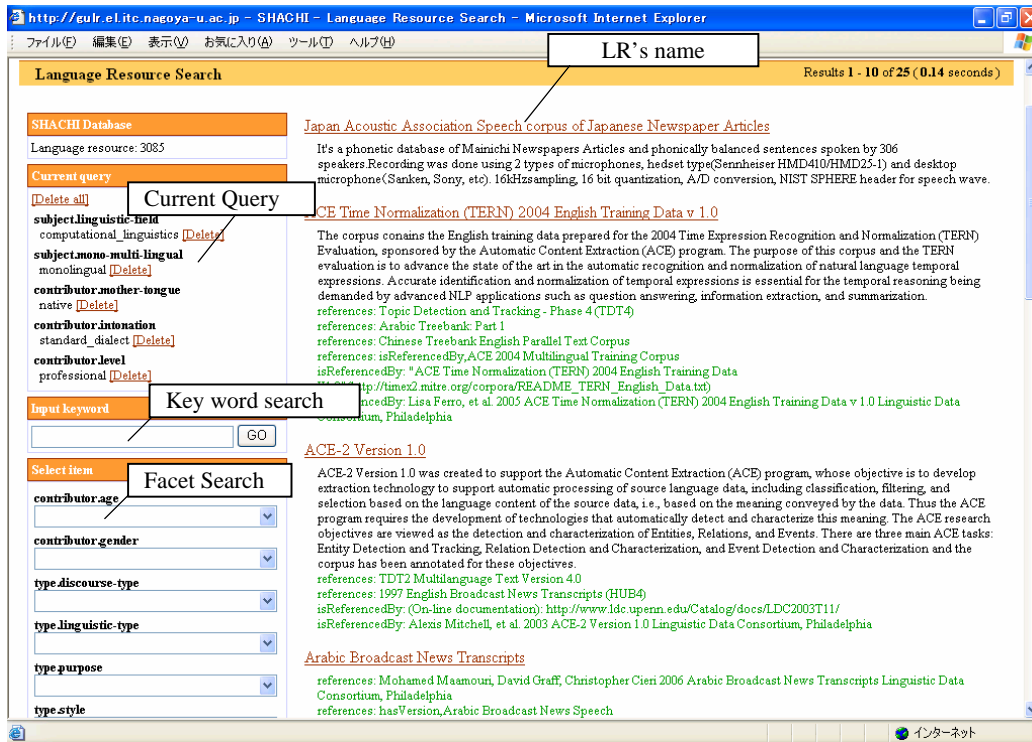 http://gulr.el.itc.nagoya-u.ac.jp - SHACHI - Language Resource Search - Microsoft Internet Explorer
ファイル(F) 編集(E) 表示(V) お気に入り(A) ツール(T) ヘルプ(H)
LR's name
Language Resource Search
Results 1 - 10 of 25 (0.14 seconds)
SHACHI Database
Language resource: 3085
Current query
[Delete all]
Current Query
subject.linguistic-field
computational_linguistics [Delete]
subject.mono-multi-lingual
monolingual [Delete]
contributor.mother-tongue
native [Delete]
contributor.intonation
standard_dialect [Delete]
contributor.level
professional [Delete]
Input keyword
Key word search
GO
Select item
Facet Search
contributor.age
contributor.gender
type.discourse-type
type.linguistic-type
type.purpose
type.style
Japan Acoustic Association Speech corpus of Japanese Newspaper Articles
It's a phonetic database of Mainichi Newspapers Articles and phonically balanced sentences spoken by 306
speakers.Recording was done using 2 types of microphones, hedset type(Sennheiser HMD410/HMD25-1) and desktop
microphone(Sanken, Sony, etc). 16kHzsampling, 16 bit quantization, A/D conversion, NIST SPHERE header for speech wave.
ACE Time Normalization (TERN) 2004 English Training Data v 1.0
The corpus conains the English training data prepared for the 2004 Time Expression Recognition and Normalization (TERN)
Evaluation, sponsored by the Automatic Content Extraction (ACE) program. The purpose of this corpus and the TERN
evaluation is to advance the state of the art in the automatic recognition and normalization of natural language temporal
expressions. Accurate identification and normalization of temporal expressions is essential for the temporal reasoning being
demanded by advanced NLP applications such as question answering, information extraction, and summarization.
references: Topic Detection and Tracking - Phase 4 (TDT4)
references: Arabic Treebank: Part 1
references: Chinese Treebank English Parallel Text Corpus
references: isReferencedBy,ACE 2004 Multilingual Training Corpus
isReferencedBy: "ACE Time Normalization (TERN) 2004 English Training Data
tp://timex2.mitre.org/corpora/README_TERN_English_Data.txt)
ncedBy: Lisa Ferro, et al. 2005 ACE Time Normalization (TERN) 2004 English Training Data v 1.0 Linguistic Data
Consortium, Philadelphia
ACE-2 Version 1.0
ACE-2 Version 1.0 was created to support the Automatic Content Extraction (ACE) program, whose objective is to develop
extraction technology to support automatic processing of source language data, including classification, filtering, and
selection based on the language content of the source data, i.e., based on the meaning conveyed by the data. Thus the ACE
program requires the development of technologies that automatically detect and characterize this meaning. The ACE research
objectives are viewed as the detection and characterization of Entities, Relations, and Events. There are three main ACE tasks:
Entity Detection and Tracking, Relation Detection and Characterization, and Event Detection and Characterization and the
corpus has been annotated for these objectives.
references: TDT2 Multilanguage Text Version 4.0
references: 1997 English Broadcast News Transcripts (HUB4)
isReferencedBy: (On-line documentation): http://www.ldc.upenn.edu/Catalog/docs/LDC2003T11/
isReferencedBy: Alexis Mitchell, et al. 2003 ACE-2 Version 1.0 Linguistic Data Consortium, Philadelphia
Arabic Broadcast News Transcripts
references: Mohamed Maamouri, David Graff, Christopher Cieri 2006 Arabic Broadcast News Transcripts Linguistic Data
Consortium, Philadelphia
references: hasVersion,Arabic Broadcast News Speech
インターネット